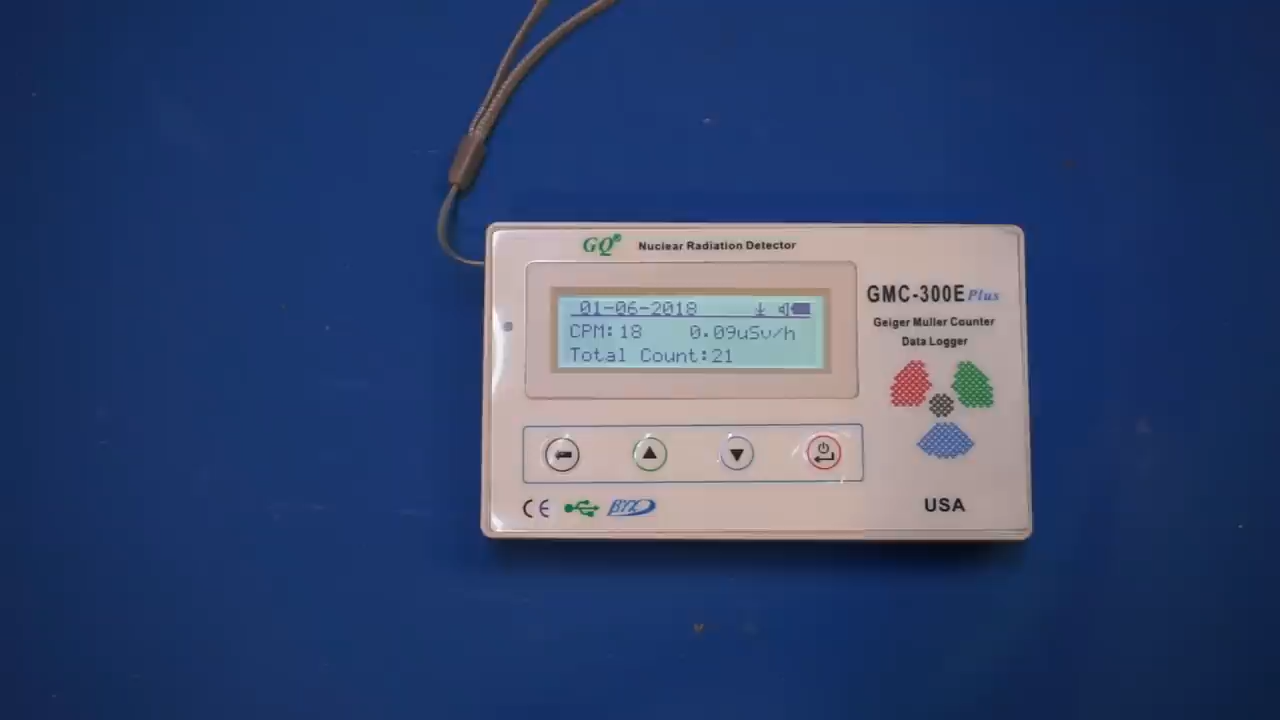 GQ® Nuclear Radiation Detector
01-06-2018
CPM: 18 0.09uSv/h
Total Count:21
GMC-300E Plus
Geiger Muller Counter
Data Logger
CE βγχ
USA